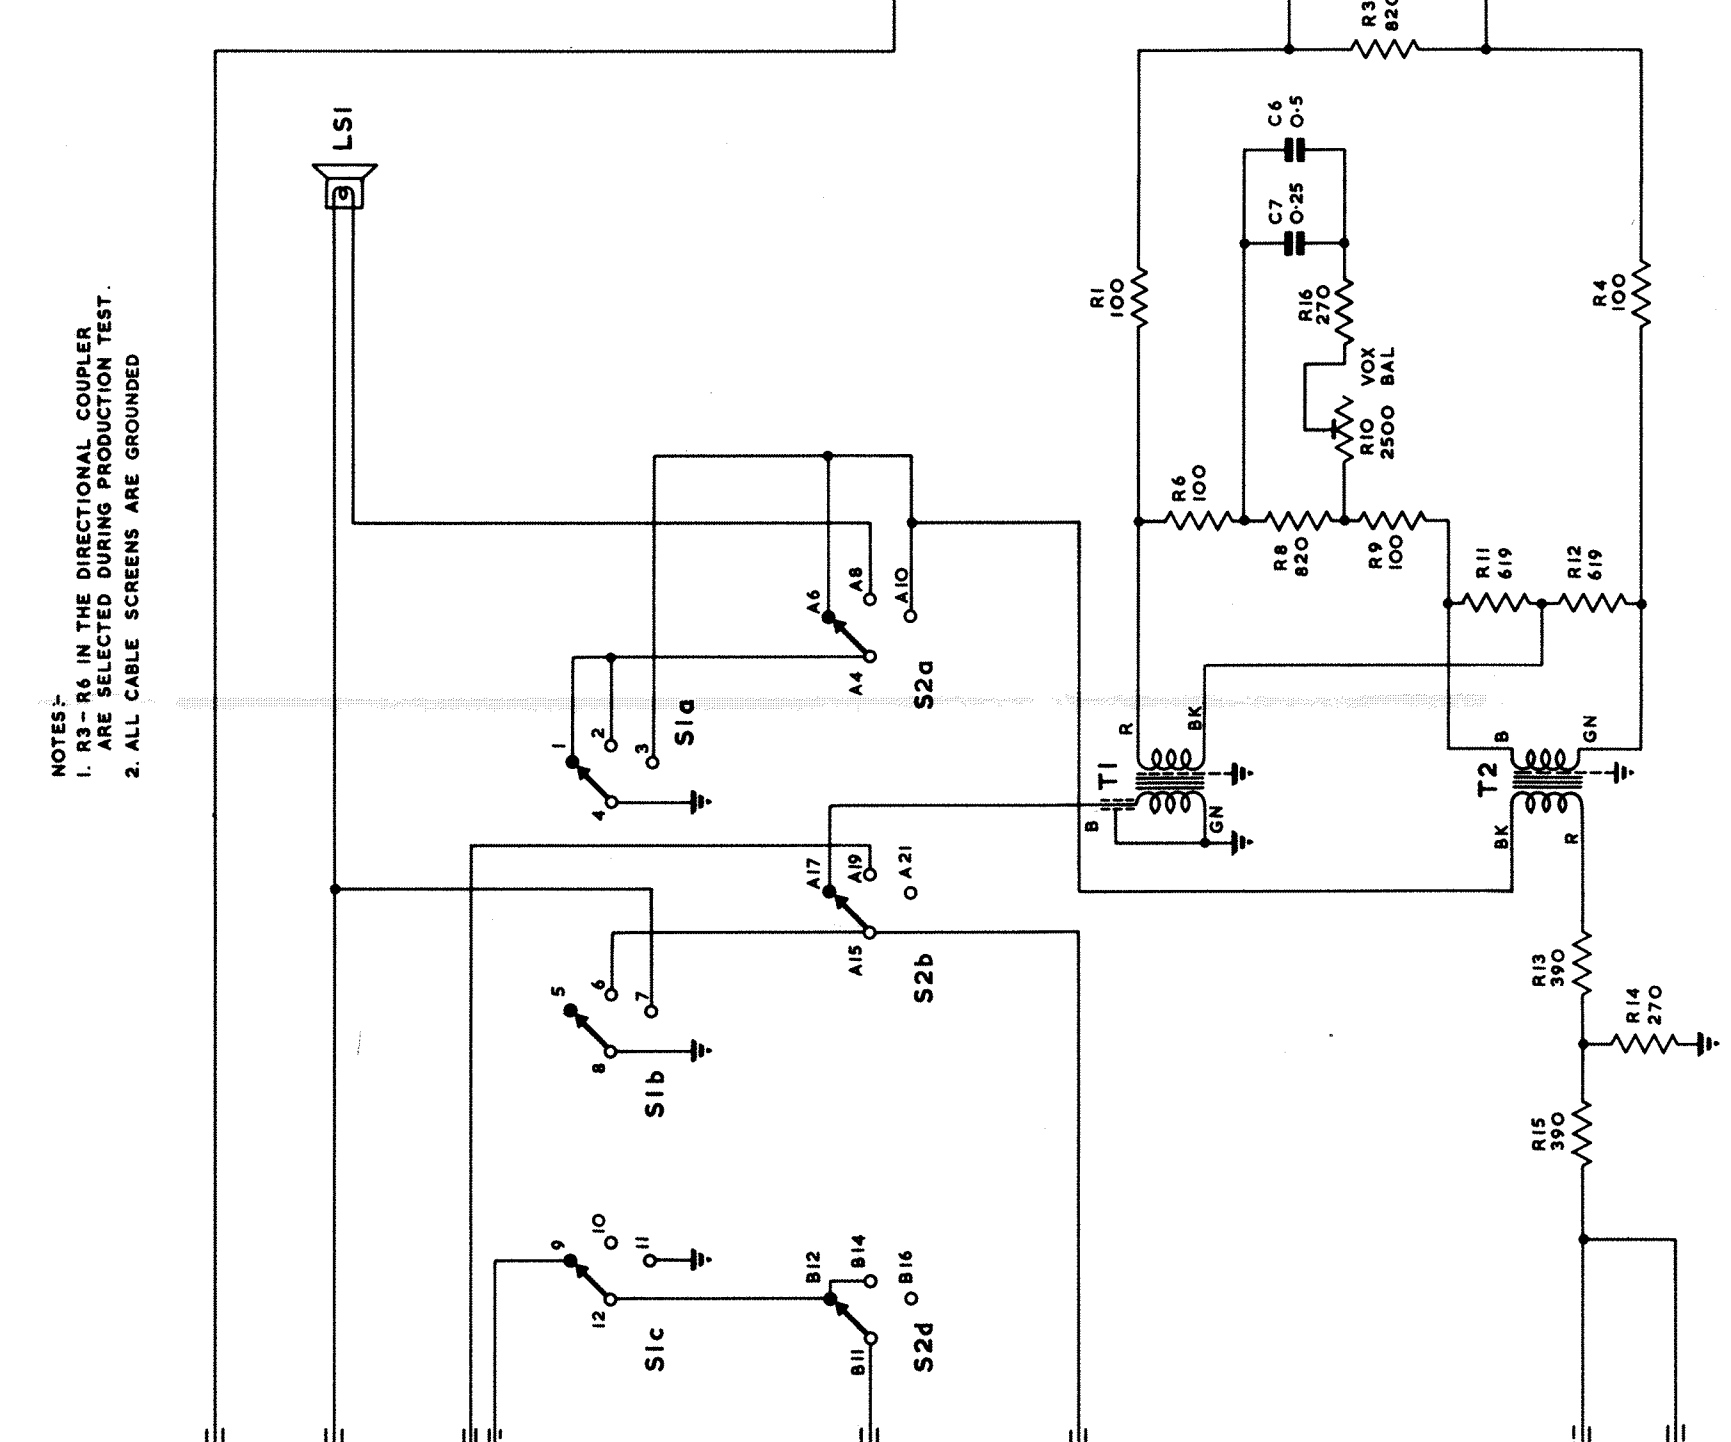 NOTES:-
1. R3-R6 IN THE DIRECTIONAL COUPLER
ARE SELECTED DURING PRODUCTION TEST.
2. ALL CABLE SCREENS ARE GROUNDED
LS1
1
2
3
4
S1a
5
6
7
8
S1b
9
10
11
12
S1c
A6
A8
A10
A4
S2a
A17
A19
A21
A15
S2b
B12
B14
B16
B11
S2d
R3
820
C6
0·5
C7
0·25
R1
100
R16
270
R4
100
R10 VOX
2500 BAL
R6
100
R8
820
R9
100
R11
619
R12
619
R
BK
T1
B
GN
B
GN
T2
BK
R
R13
390
R14
270
R15
390